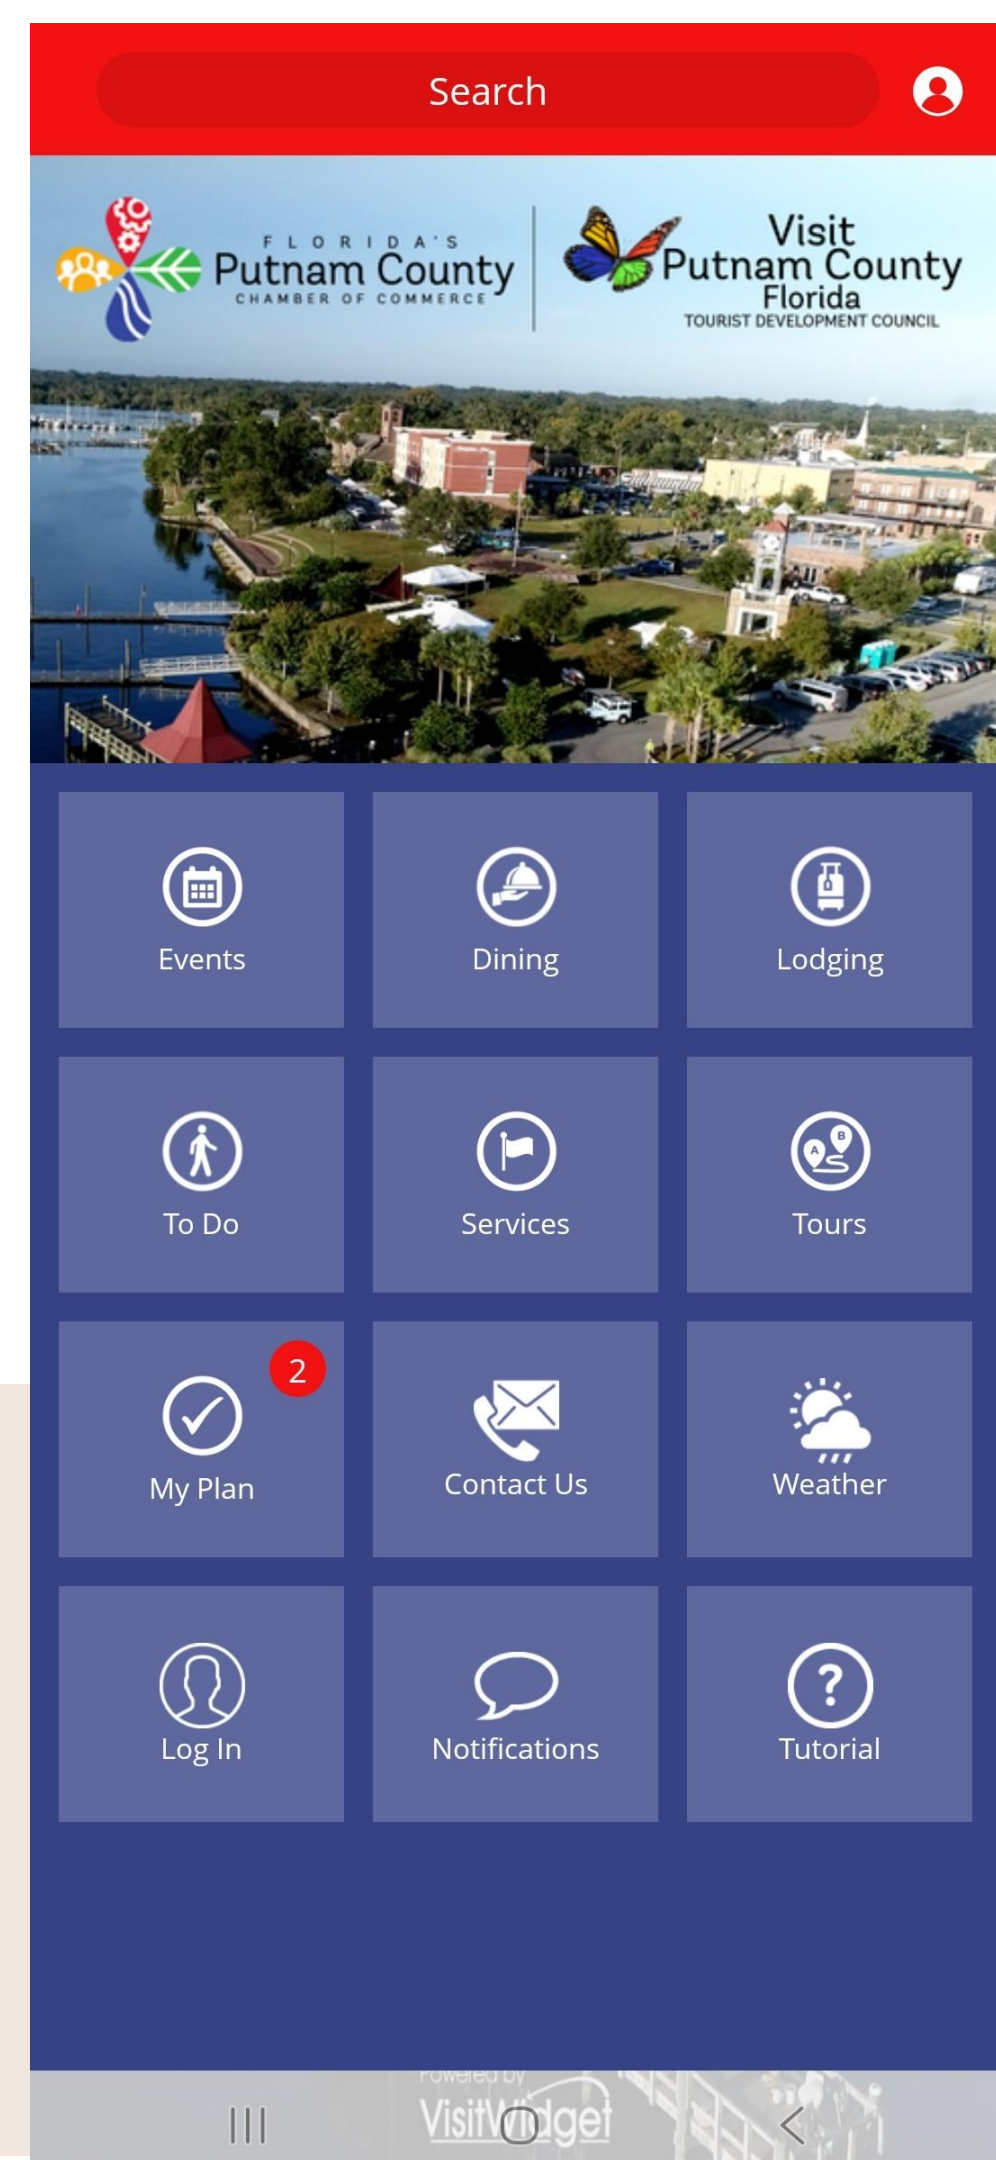 Search
FLORIDA'S
Putnam County
CHAMBER OF COMMERCE
Visit
Putnam County
Florida
TOURIST DEVELOPMENT COUNCIL
Events
Dining
Lodging
To Do
Services
A B
Tours
2
My Plan
Contact Us
Weather
Log In
Notifications
?
Tutorial
Powered by
VisitWidget